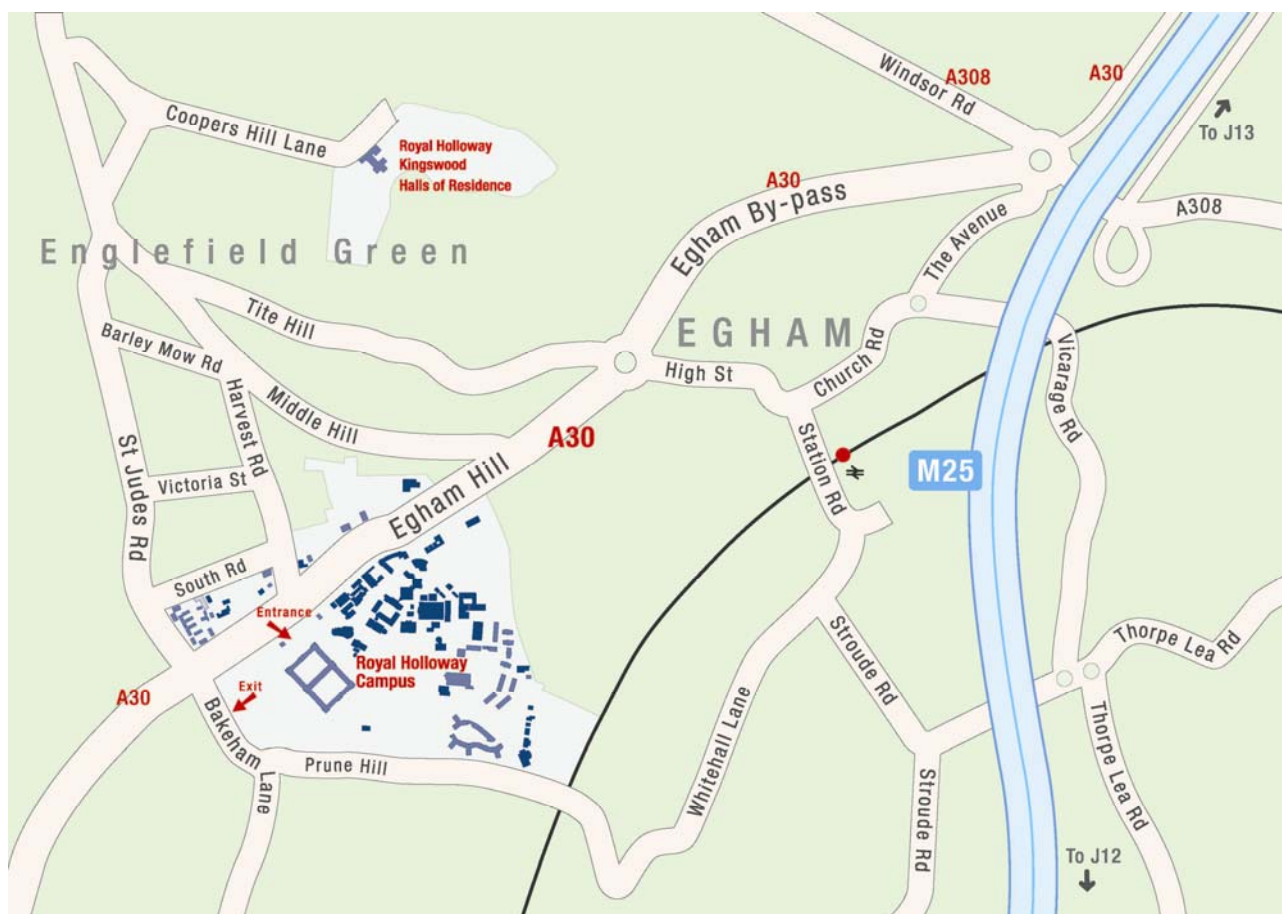 Windsor Rd
A308
A30
To J13
Coopers Hill Lane
Royal Holloway
Kingswood
Halls of Residence
A30
Egham By-pass
A308
The Avenue
Englefield Green
Tite Hill
EGHAM
Barley Mow Rd
High St
Church Rd
Vicarage Rd
Harvest Rd
Middle Hill
A30
St Judes Rd
Victoria St
Egham Hill
Station Rd
M25
South Rd
Entrance
Royal Holloway
Campus
Stroude Rd
Thorpe Lea Rd
A30
Exit
Bakeham Lane
Prune Hill
Whitehall Lane
Stroude Rd
Thorpe Lea Rd
To J12